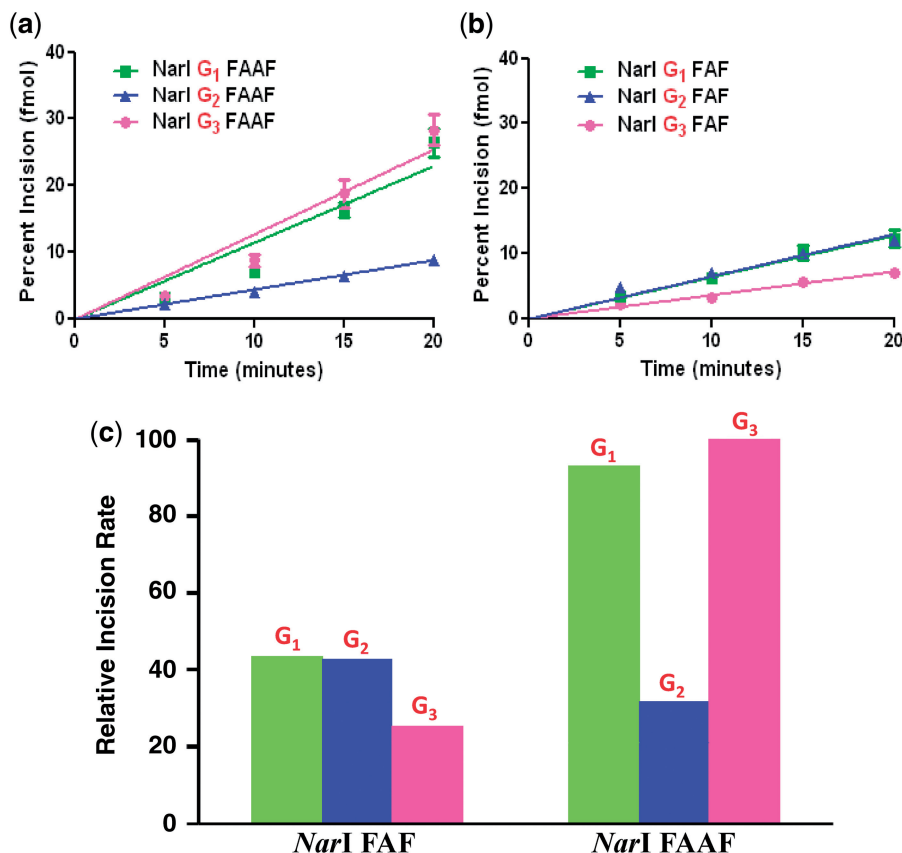 (a)
40
30
20
10
0
Percent Incision (fmol)
NarI G₁ FAAF
NarI G₂ FAAF
NarI G₃ FAAF
0 5 10 15 20
Time (minutes)
(b)
40
30
20
10
0
Percent Incision (fmol)
NarI G₁ FAF
NarI G₂ FAF
NarI G₃ FAF
0 5 10 15 20
Time (minutes)
(c)
100
80
60
40
20
0
Relative Incision Rate
G₁
G₂
G₃
G₁
G₂
G₃
NarI FAF
NarI FAAF